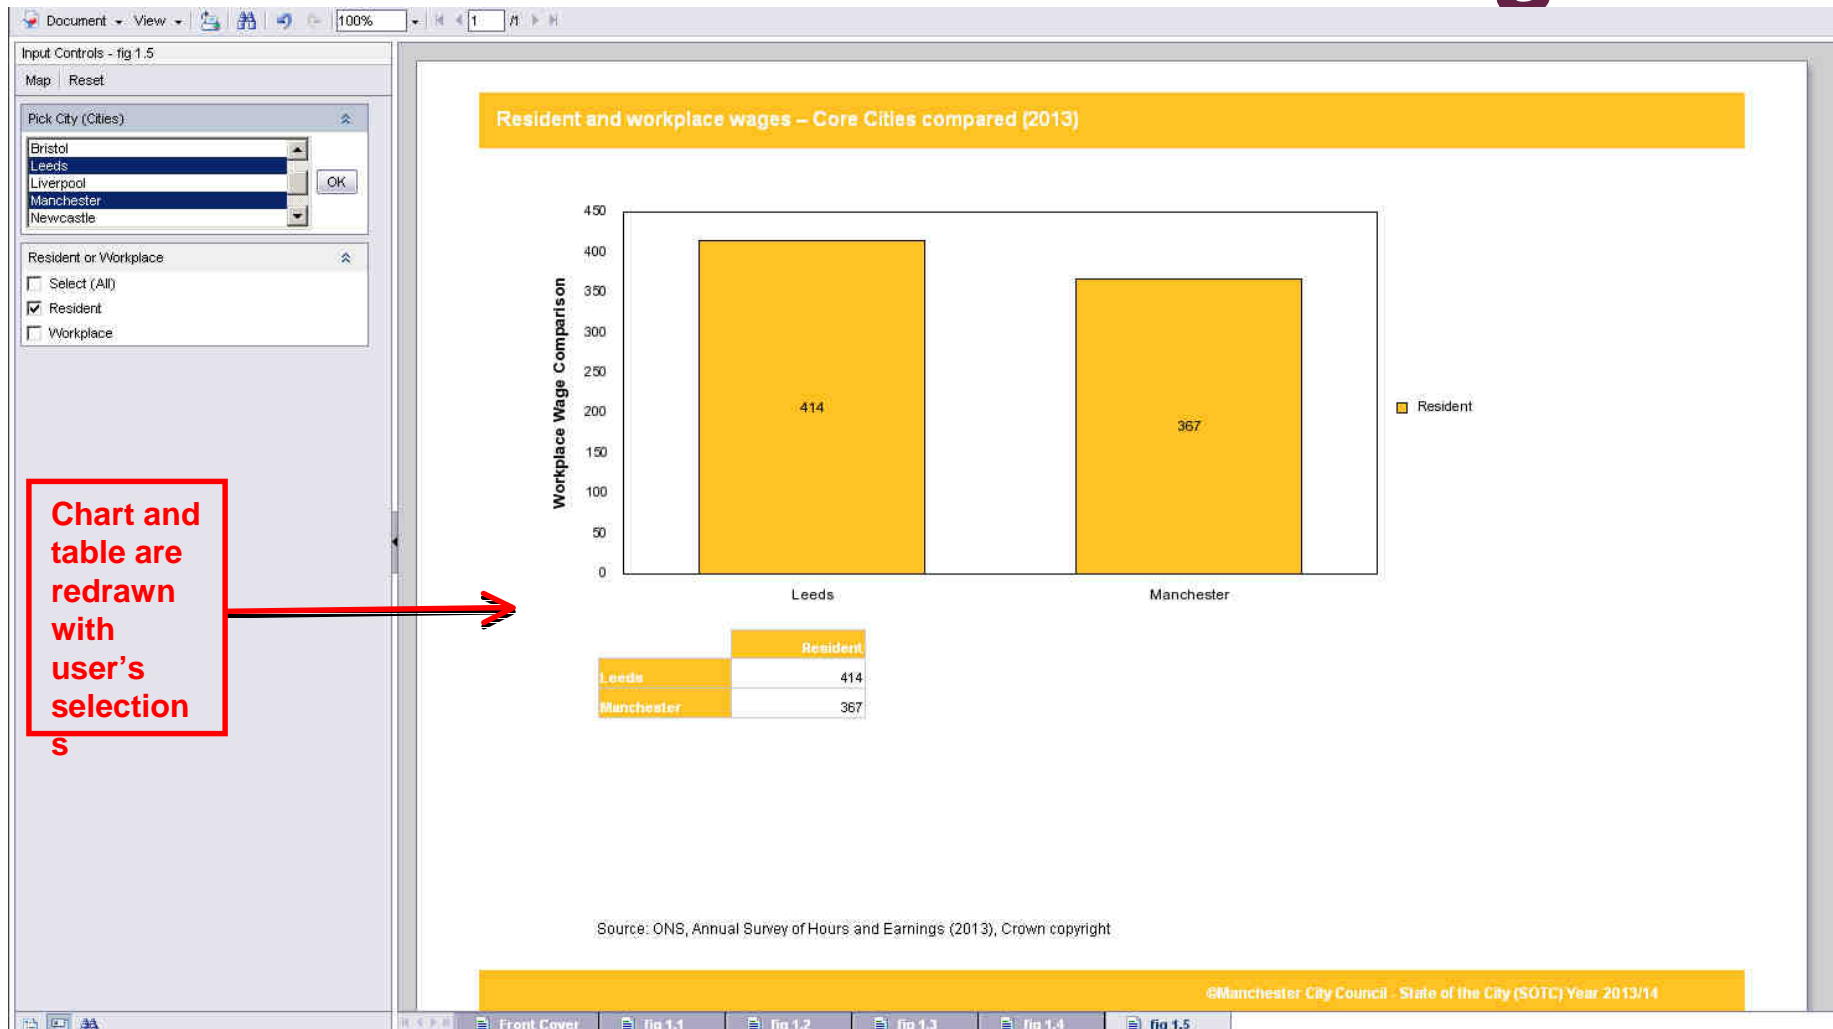 Document View 100% 1 /1
Input Controls - fig 1.5
Map Reset
Pick City (Cities)
Bristol
Leeds
Liverpool
Manchester
Newcastle
OK
Resident or Workplace
Select (All)
Resident
Workplace
Chart and
table are
redrawn
with
user’s
selection
s
Resident and workplace wages – Core Cities compared (2013)
Workplace Wage Comparison
450
400
350
300
250
200
150
100
50
0
414
367
Leeds
Manchester
Resident
Resident
Leeds 414
Manchester 367
Source: ONS, Annual Survey of Hours and Earnings (2013), Crown copyright
©Manchester City Council - State of the City (SOTC) Year 2013/14
Front Cover fig 1.1 fig 1.2 fig 1.3 fig 1.4 fig 1.5